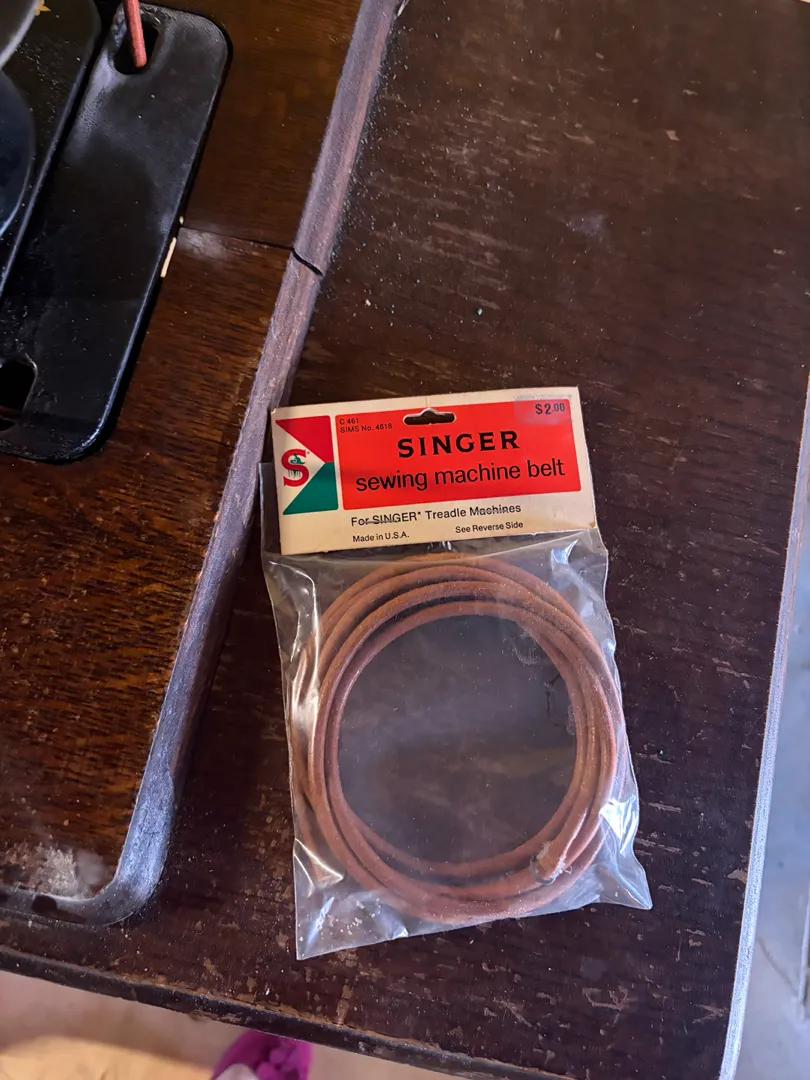 C 461
SIMS No. 4618
$2.00
SINGER
sewing machine belt
S
For SINGER* Treadle Machines
Made in U.S.A.
See Reverse Side